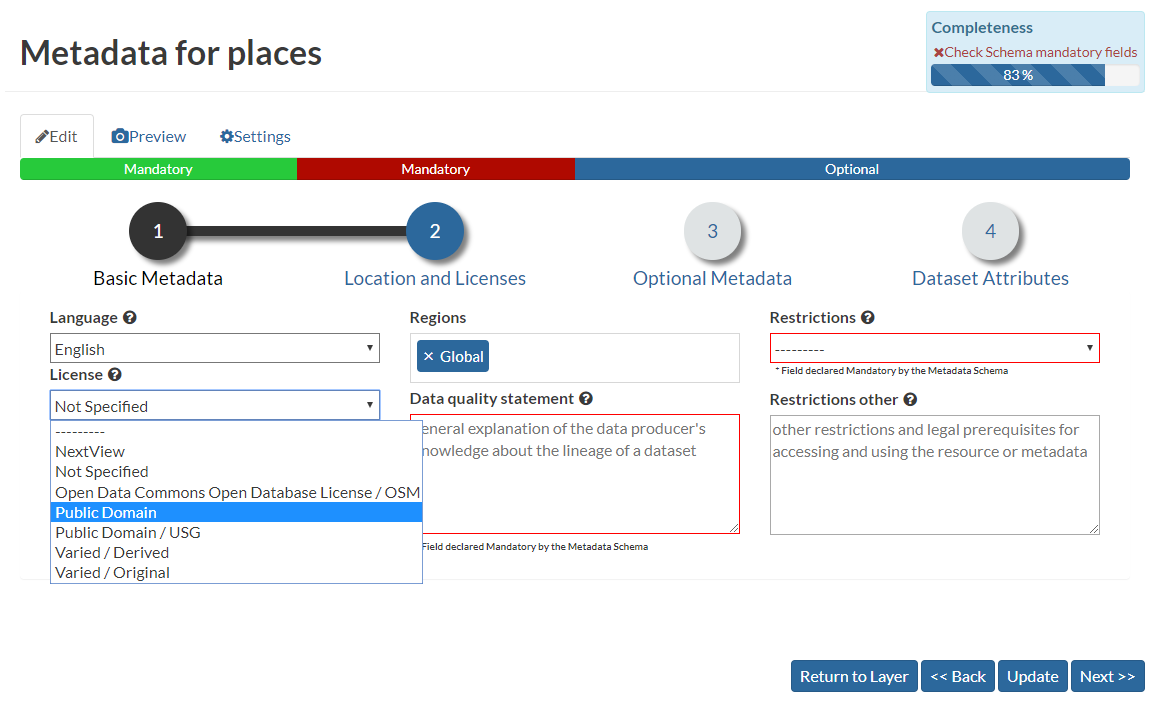 Metadata for places
Completeness
Check Schema mandatory fields
83%
Edit
Preview
Settings
Mandatory
Mandatory
Optional
1
2
3
4
Basic Metadata
Location and Licenses
Optional Metadata
Dataset Attributes
Language
English
License
Not Specified
---------
NextView
Not Specified
Open Data Commons Open Database License / OSM
Public Domain
Public Domain / USG
Varied / Derived
Varied / Original
Regions
× Global
Data quality statement
eneral explanation of the data producer's
nowledge about the lineage of a dataset
Field declared Mandatory by the Metadata Schema
Restrictions
---------
* Field declared Mandatory by the Metadata Schema
Restrictions other
other restrictions and legal prerequisites for
accessing and using the resource or metadata
Return to Layer
<< Back
Update
Next >>